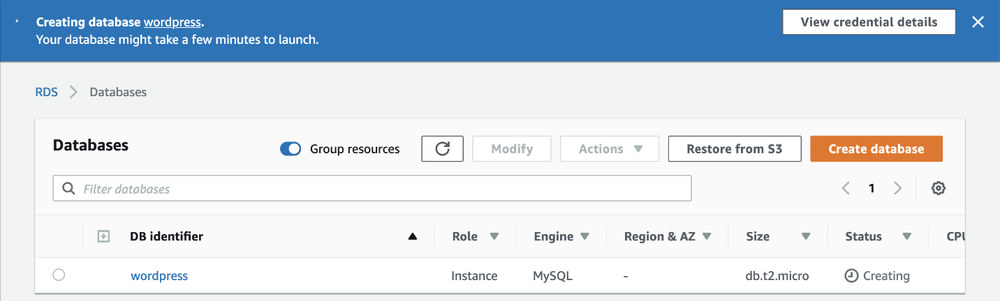 Creating database wordpress.
View credential details
Your database might take a few minutes to launch.
RDS Databases
Databases Group resources Modify Actions Restore from S3 Create database
Filter databases 1
DB identifier Role Engine Region & AZ Size Status
wordpress Instance MySQL - db.t2.micro Creating